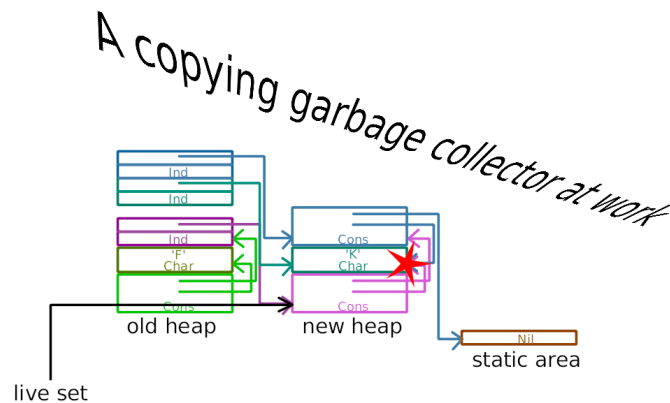 A copying garbage collector at work
Ind
Ind
Ind
'F'
Char
Cons
old heap
Cons
'K'
Char
Cons
new heap
Nil
static area
live set